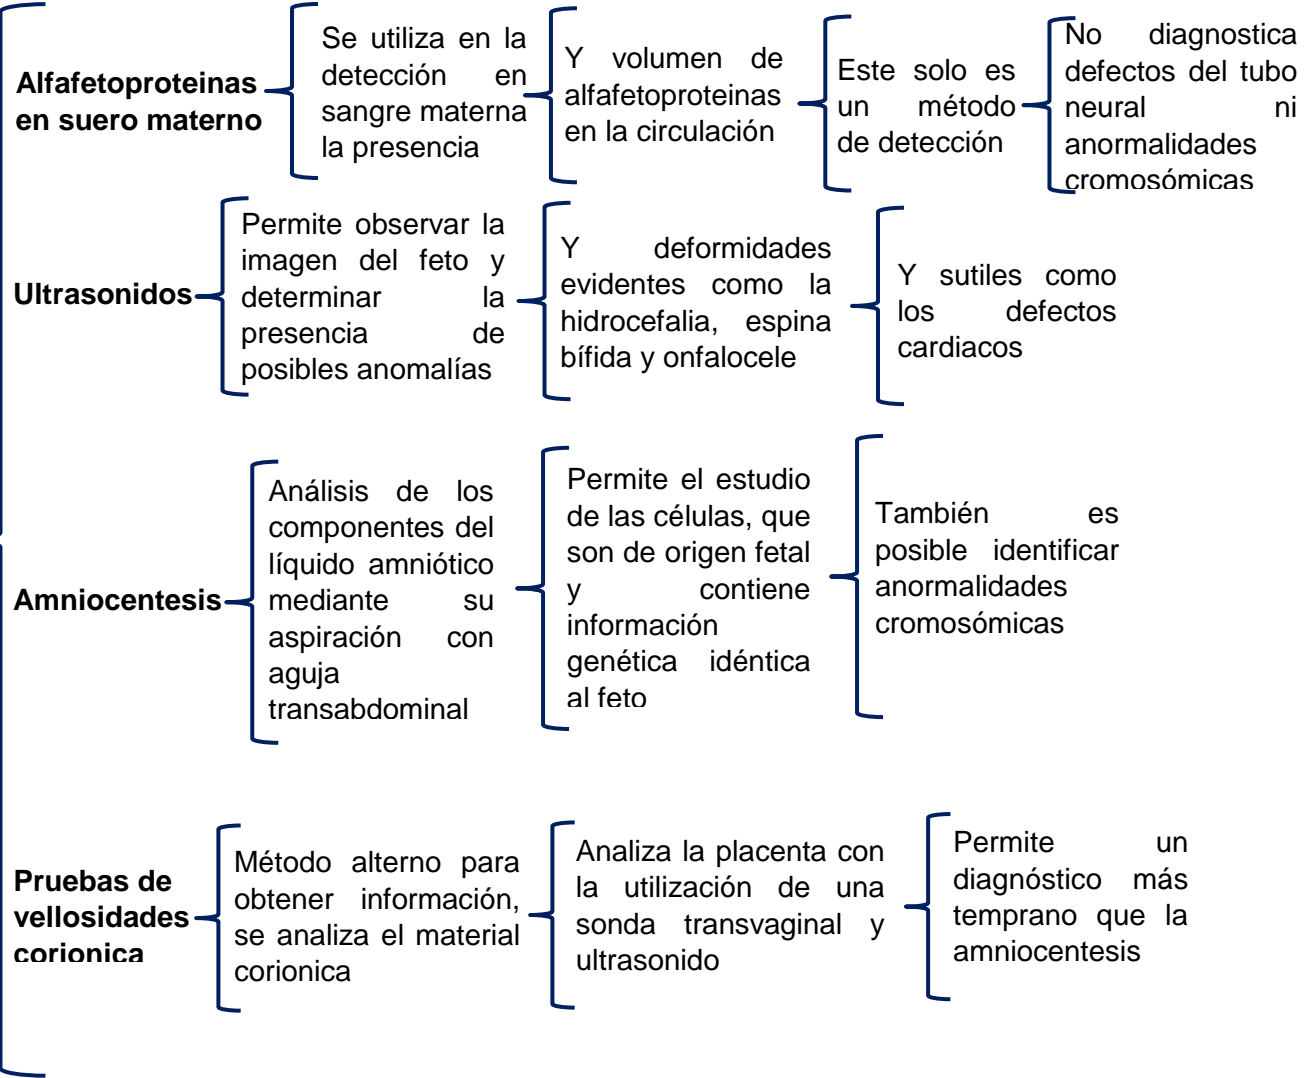 Alfafetoproteinas
en suero materno
Se utiliza en la
detección en
sangre materna
la presencia
Y volumen de
alfafetoproteinas
en la circulación
Este solo es
un método
de detección
No diagnostica
defectos del tubo
neural ni
anormalidades
cromosómicas
Ultrasonidos
Permite observar la
imagen del feto y
determinar la
presencia de
posibles anomalías
Y deformidades
evidentes como la
hidrocefalia, espina
bífida y onfalocele
Y sutiles como
los defectos
cardiacos
Amniocentesis
Análisis de los
componentes del
líquido amniótico
mediante su
aspiración con
aguja
transabdominal
Permite el estudio
de las células, que
son de origen fetal
y contiene
información
genética idéntica
al feto
También es
posible identificar
anormalidades
cromosómicas
Pruebas de
vellosidades
corionica
Método alterno para
obtener información,
se analiza el material
corionica
Analiza la placenta con
la utilización de una
sonda transvaginal y
ultrasonido
Permite un
diagnóstico más
temprano que la
amniocentesis